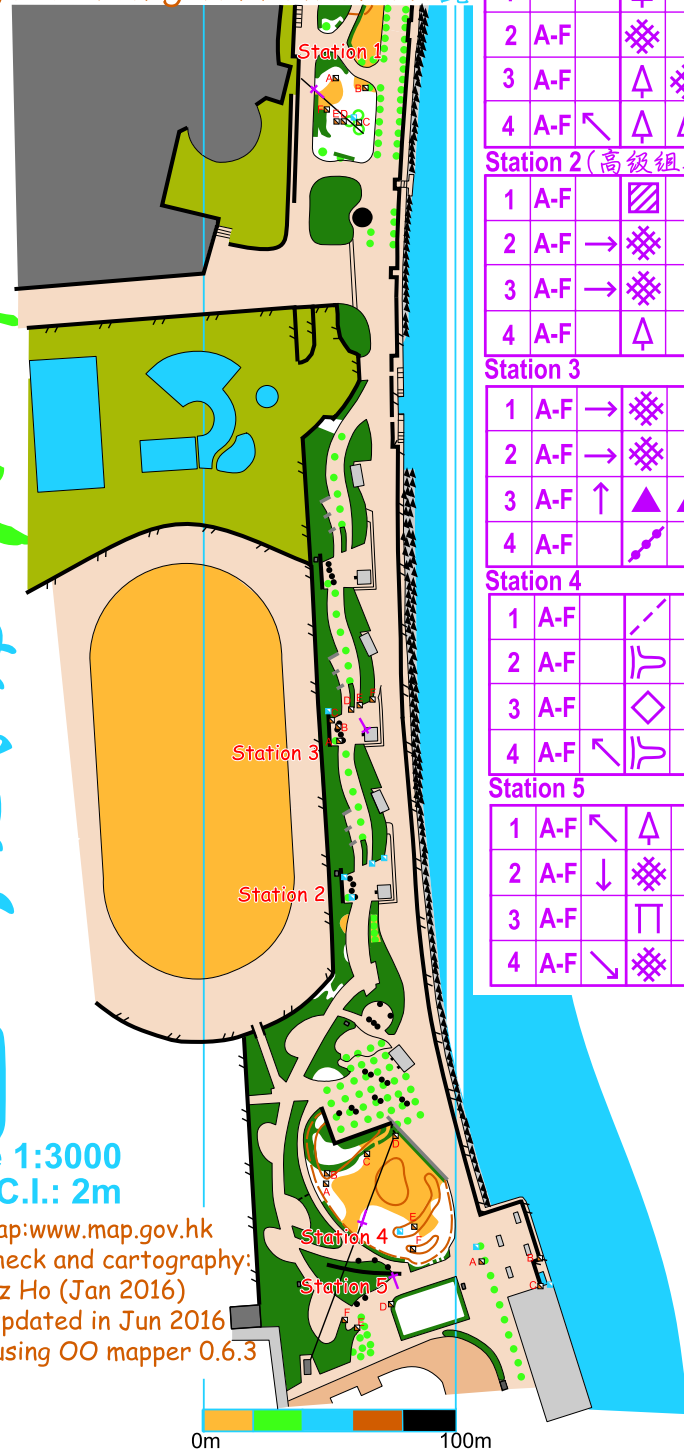 Station 1
2 A-F
3 A-F
4 A-F
Station 2(高级组
1 A-F
2 A-F
3 A-F
4 A-F
Station 3
1 A-F
2 A-F
3 A-F
4 A-F
Station 4
1 A-F
2 A-F
3 A-F
4 A-F
Station 5
1 A-F
2 A-F
3 A-F
4 A-F
A
B
C
D
E
F
D
E
B
Station 3
Station 2
D
C
B
A
E
F
Station 4
Station 5
A
B
C
D
F
E
1:3000
C.I.: 2m
ap:www.map.gov.hk
heck and cartography:
z Ho (Jan 2016)
pdated in Jun 2016
using OO mapper 0.6.3
0m 100m